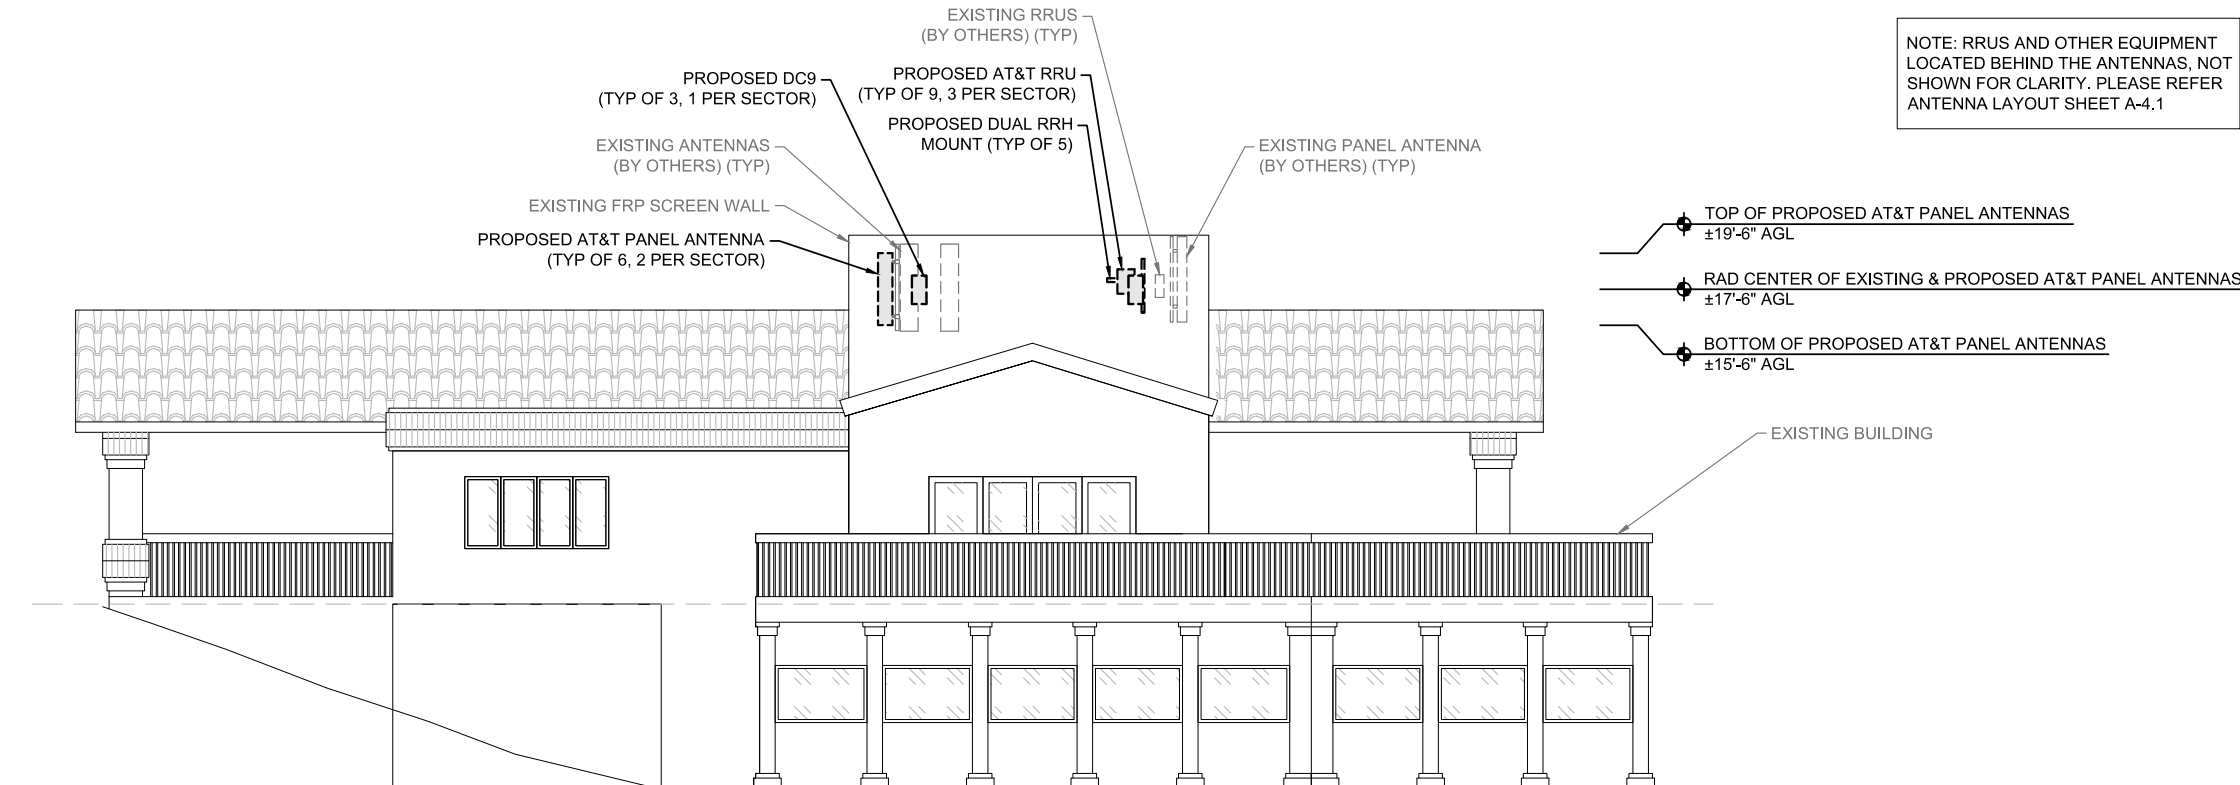 EXISTING RRUS
(BY OTHERS) (TYP)
PROPOSED DC9
(TYP OF 3, 1 PER SECTOR)
PROPOSED AT&T RRU
(TYP OF 9, 3 PER SECTOR)
PROPOSED DUAL RRH
MOUNT (TYP OF 5)
EXISTING ANTENNAS
(BY OTHERS) (TYP)
EXISTING PANEL ANTENNA
(BY OTHERS) (TYP)
EXISTING FRP SCREEN WALL
PROPOSED AT&T PANEL ANTENNA
(TYP OF 6, 2 PER SECTOR)
NOTE: RRUS AND OTHER EQUIPMENT
LOCATED BEHIND THE ANTENNAS, NOT
SHOWN FOR CLARITY. PLEASE REFER
ANTENNA LAYOUT SHEET A-4.1
TOP OF PROPOSED AT&T PANEL ANTENNAS
±19'-6" AGL
RAD CENTER OF EXISTING & PROPOSED AT&T PANEL ANTENNAS
±17'-6" AGL
BOTTOM OF PROPOSED AT&T PANEL ANTENNAS
±15'-6" AGL
EXISTING BUILDING